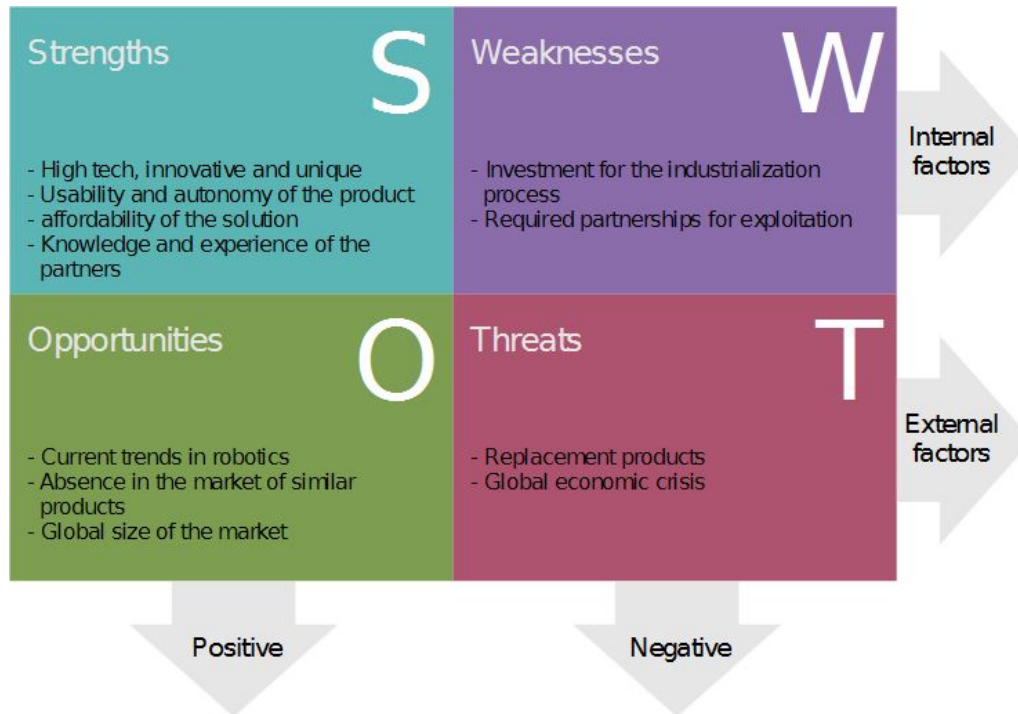 Strengths
S
- High tech, innovative and unique
- Usability and autonomy of the product
- affordability of the solution
- Knowledge and experience of the
partners
Weaknesses
W
- Investment for the industrialization
process
- Required partnerships for exploitation
Internal
factors
Opportunities
O
- Current trends in robotics
- Absence in the market of similar
products
- Global size of the market
Threats
T
- Replacement products
- Global economic crisis
External
factors
Positive
Negative